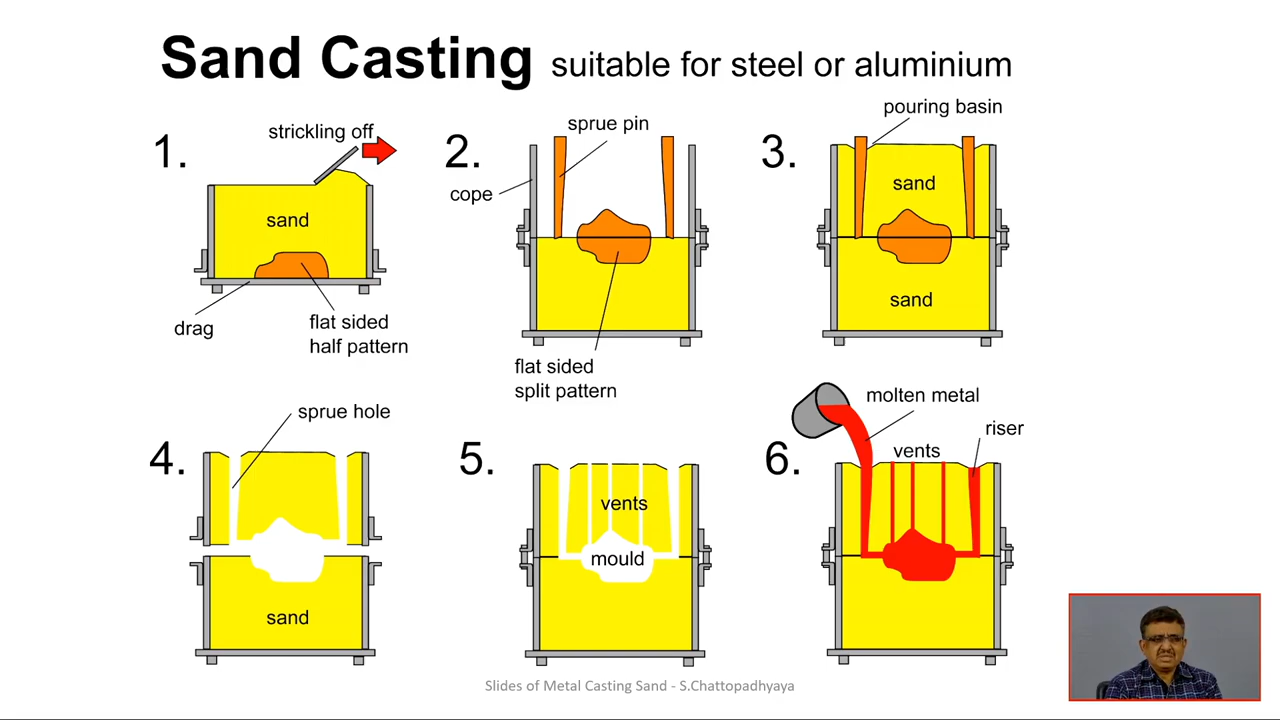 Sand Casting suitable for steel or aluminium
1.
strickling off
sand
drag
flat sided
half pattern
2.
sprue pin
cope
flat sided
split pattern
3.
pouring basin
sand
sand
4.
sprue hole
sand
5.
vents
mould
6.
molten metal
riser
vents
Slides of Metal Casting Sand - S.Chattopadhyaya